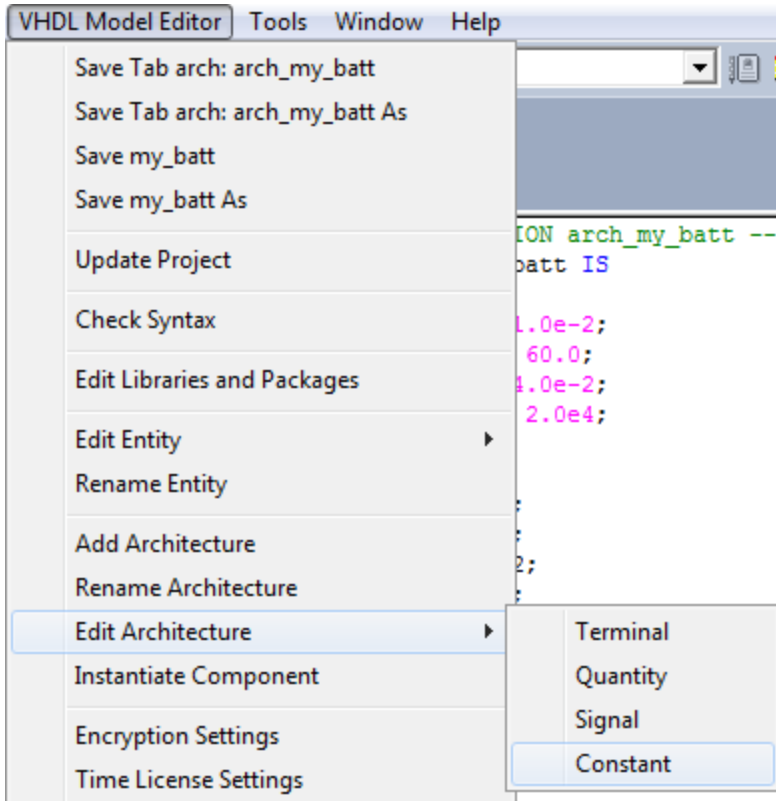 VHDL Model Editor Tools Window Help
Save Tab arch: arch_my_batt
Save Tab arch: arch_my_batt As
Save my_batt
Save my_batt As
ION arch_my_batt --
batt IS
Update Project
Check Syntax
1.0e-2;
60.0;
Edit Libraries and Packages
4.0e-2;
2.0e4;
Edit Entity
Rename Entity
;
Add Architecture
;
2;
Rename Architecture
;
Edit Architecture
Terminal
Instantiate Component
Quantity
Signal
Encryption Settings
Constant
Time License Settings